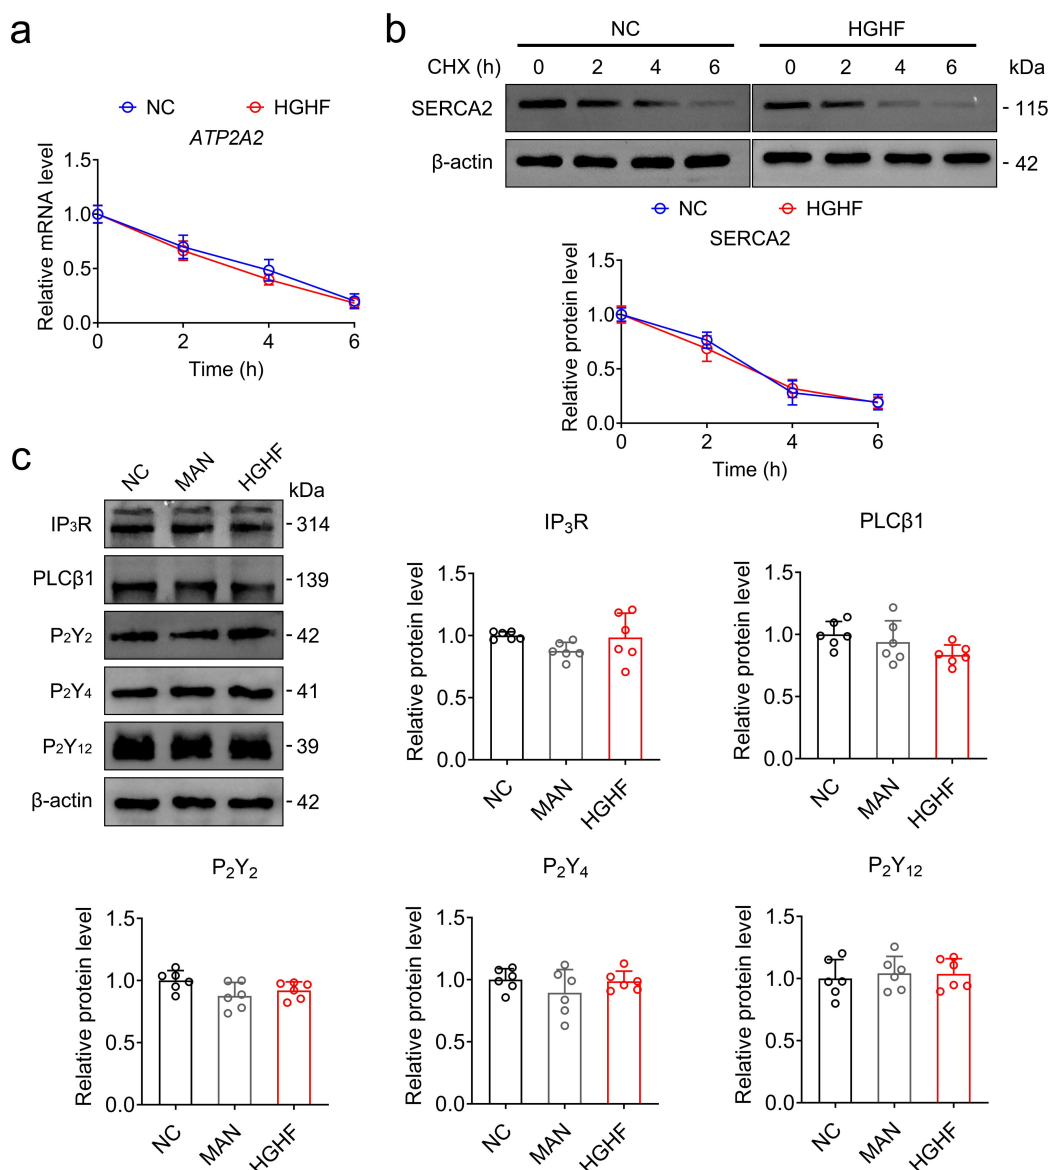 a
NC HGHF
ATP2A2
Relative mRNA level
1.5
1.0
0.5
0.0
0 2 4 6
Time (h)
b
NC HGHF
CHX (h) 0 2 4 6 0 2 4 6 kDa
SERCA2 - 115
β-actin - 42
NC HGHF
SERCA2
Relative protein level
1.5
1.0
0.5
0.0
0 2 4 6
Time (h)
c
NC MAN HGHF
kDa
IP₃R - 314
PLCβ1 - 139
P₂Y₂ - 42
P₂Y₄ - 41
P₂Y₁₂ - 39
β-actin - 42
IP₃R
Relative protein level
1.5
1.0
0.5
0.0
NC MAN HGHF
PLCβ1
Relative protein level
1.5
1.0
0.5
0.0
NC MAN HGHF
P₂Y₂
Relative protein level
1.5
1.0
0.5
0.0
NC MAN HGHF
P₂Y₄
Relative protein level
1.5
1.0
0.5
0.0
NC MAN HGHF
P₂Y₁₂
Relative protein level
1.5
1.0
0.5
0.0
NC MAN HGHF